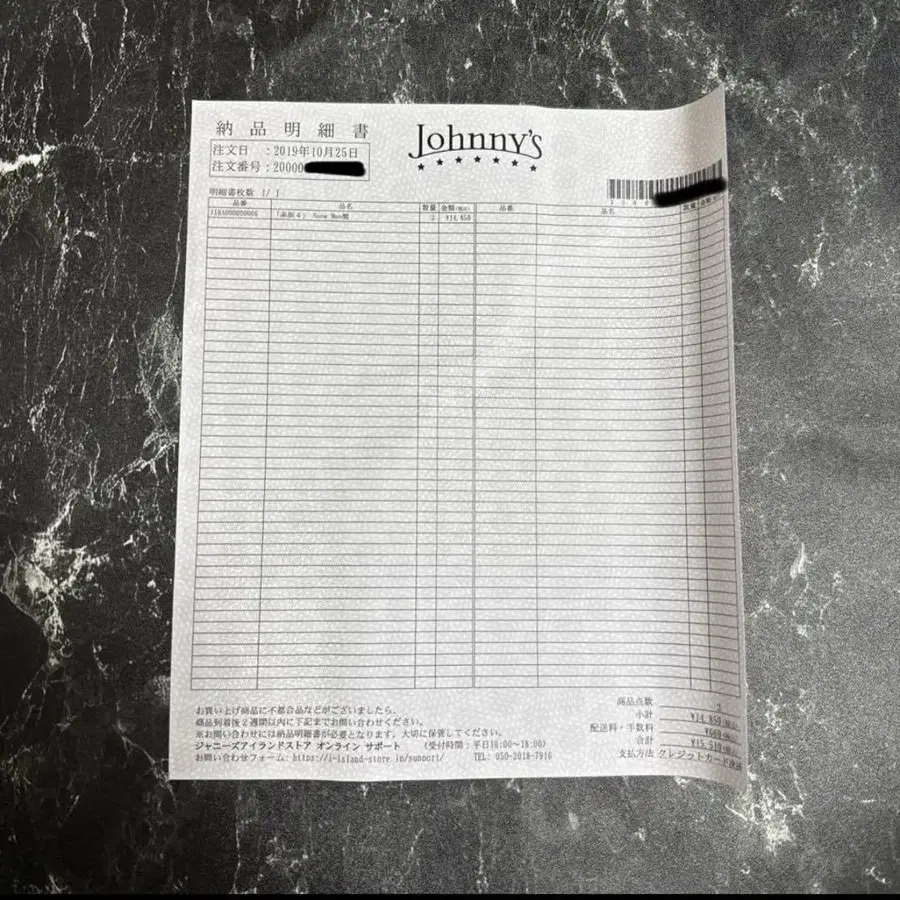 納品明細書
Johnny's
注文日 :2019年10月25日
注文番号:20000
明細書枚数 1/ 1
品番 品名 数量 金額(税込) 品番 品名 数量
「素顔4」 Snow Man盤 3 ¥14,850
お買い上げ商品に不都合品などがございましたら、
商品到着後2週間以内に下記までお問い合わせください。
※お問い合わせには納品明細書が必要となります。大切に保管してください。
ジャニーズアイランドストア オンライン サポート (受付時間:平日10:00~18:00)
お問い合わせフォーム:https://j-island-store.jp/support/ TEL: 050-2018-7916
商品点数 3
小計 ¥14,850
配送料・手数料 ¥660
合計 ¥15,510
支払方法 クレジットカード決済